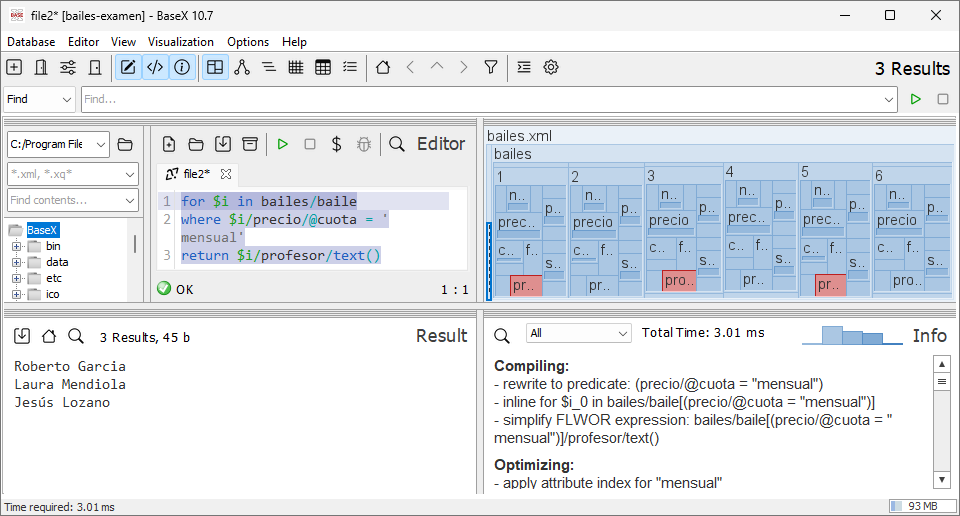 file2* [bailes-examen] - BaseX 10.7
Database Editor View Visualization Options Help
3 Results
Find Find...
C:/Program File
Editor
*.xml, *.xq*
Find contents...
BaseX
bin
data
etc
ico
file2*
1 for $i in bailes/baile
2 where $i/precio/@cuota = '
mensual'
3 return $i/profesor/text()
OK 1 : 1
bailes.xml
bailes
1 2 3 4 5 6
n.. p.. n.. p.. n.. p.. n.. p.. n.. p.. n.. p..
prec... precio precio precio precio precio
c.. f.. c.. f.. c.. f.. c.. f.. c.. f.. c.. f..
s.. s.. s.. s.. s.. s..
pr.. pr.. pro.. pr.. pr.. pr..
3 Results, 45 b Result
Roberto Garcia
Laura Mendiola
Jesús Lozano
All Total Time: 3.01 ms Info
Compiling:
- rewrite to predicate: (precio/@cuota = "mensual")
- inline for $i_0 in bailes/baile[(precio/@cuota = "mensual")]
- simplify FLWOR expression: bailes/baile[(precio/@cuota = "
mensual")]/profesor/text()
Optimizing:
- apply attribute index for "mensual"
Time required: 3.01 ms 93 MB